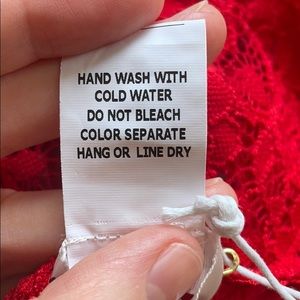 HAND WASH WITH
COLD WATER
DO NOT BLEACH
COLOR SEPARATE
HANG OR LINE DRY